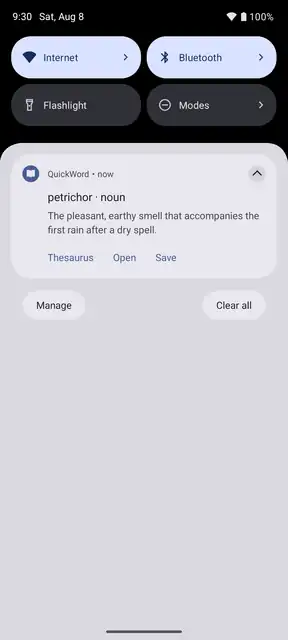 9:30 Sat, Aug 8 100%
Internet
Bluetooth
Flashlight
Modes
QuickWord • now
petrichor · noun
The pleasant, earthy smell that accompanies the
first rain after a dry spell.
Thesaurus Open Save
Manage Clear all